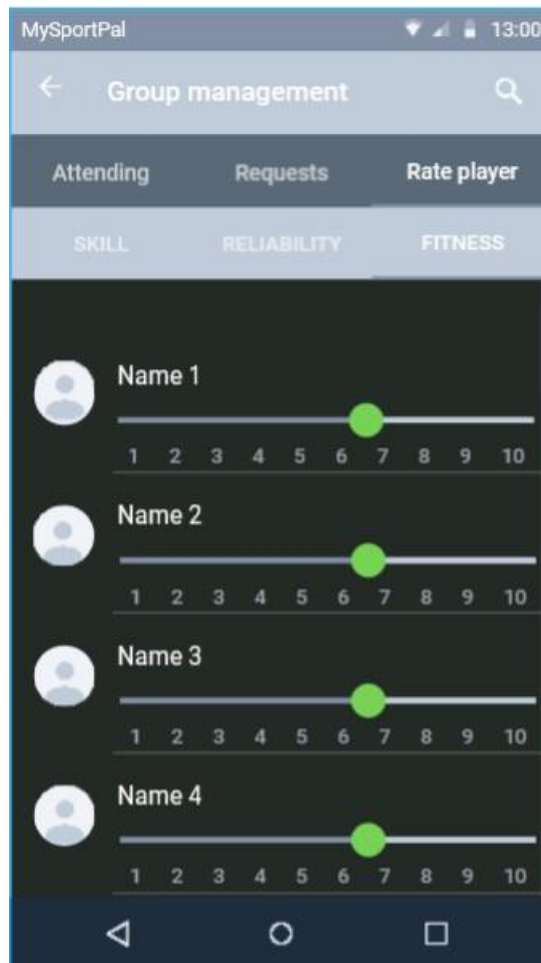 MySportPal 13:00
Group management
Attending Requests Rate player
SKILL RELIABILITY FITNESS
Name 1
1 2 3 4 5 6 7 8 9 10
Name 2
1 2 3 4 5 6 7 8 9 10
Name 3
1 2 3 4 5 6 7 8 9 10
Name 4
1 2 3 4 5 6 7 8 9 10